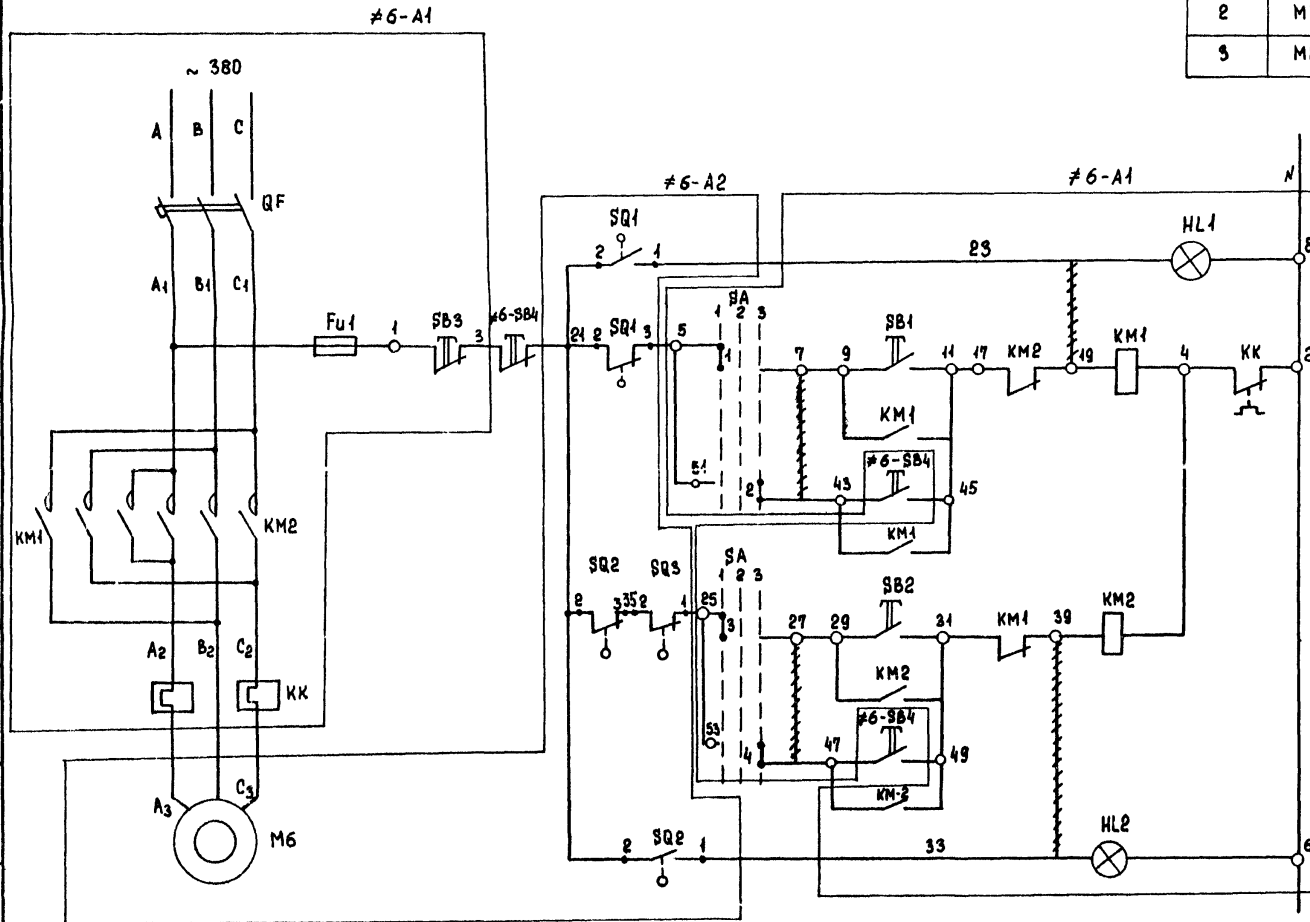 ≠6-A1
2 М
3 М
~ 380
A B C
QF
A1 B1 C1
≠6-A2
≠6-A1
N
SQ1
2 1
23
HL1
8
Fu1
1
SB3
3
≠6-SB4
21 2
SQ1
3 5
SA
1 2 3
1
7 9
SB1
11 17
KM2
19
KM1
4
KK
2
KM1
51
2
43
≠6-SB4
45
KM1
KM1
KM2
SQ2
SQ3
2
3 35 2
1 25
SA
1 2 3
3
27 29
SB2
31
KM1
39
KM2
KM2
A2 B2 C2
KK
53
4
47
≠6-SB4
49
KM-2
A3 C3
M6
SQ2
2 1
33
HL2
6